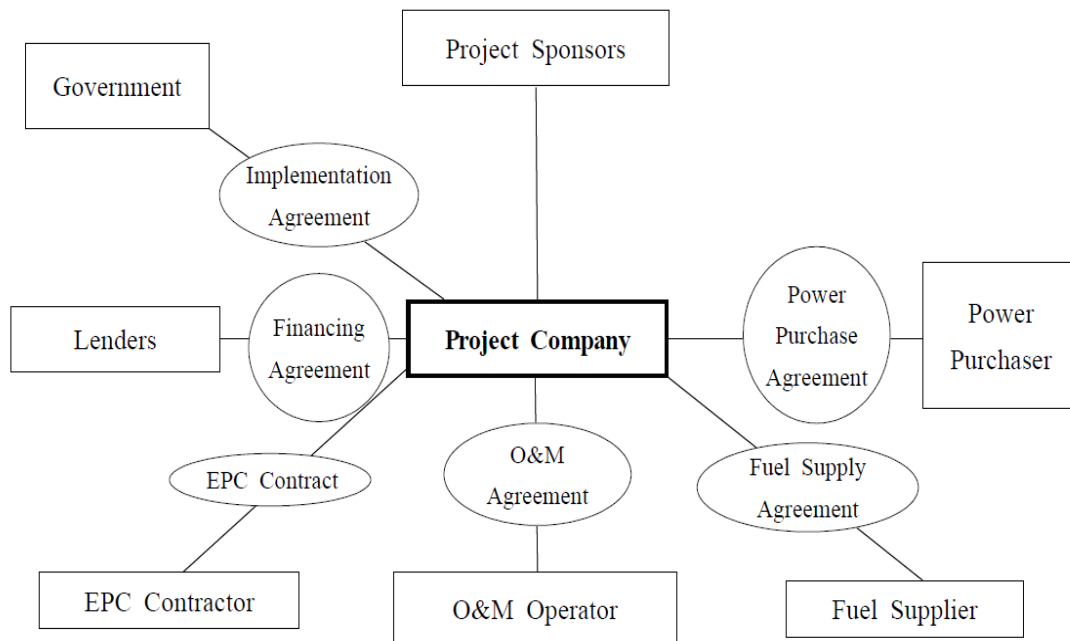 Project Sponsors
Government
Implementation
Agreement
Lenders
Financing
Agreement
Project Company
Power
Purchase
Agreement
Power
Purchaser
EPC Contract
O&M
Agreement
Fuel Supply
Agreement
EPC Contractor
O&M Operator
Fuel Supplier